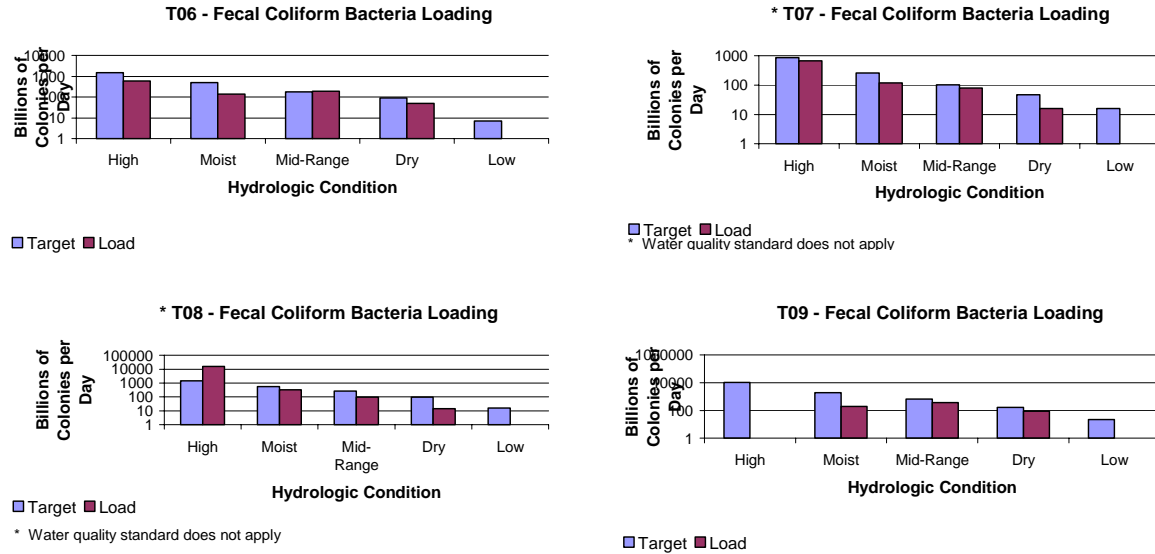 T06 - Fecal Coliform Bacteria Loading
Billions of
Colonies per
Day
10000
1000
100
10
1
High Moist Mid-Range Dry Low
Hydrologic Condition
Target Load
* T07 - Fecal Coliform Bacteria Loading
Billions of
Colonies per
Day
1000
100
10
1
High Moist Mid-Range Dry Low
Hydrologic Condition
Target Load
* Water quality standard does not apply
* T08 - Fecal Coliform Bacteria Loading
Billions of
Colonies per
Day
100000
10000
1000
100
10
1
High Moist Mid- Dry Low
Range
Hydrologic Condition
Target Load
* Water quality standard does not apply
T09 - Fecal Coliform Bacteria Loading
Billions of
Colonies per
Day
1000000
10000
100
1
High Moist Mid-Range Dry Low
Hydrologic Condition
Target Load